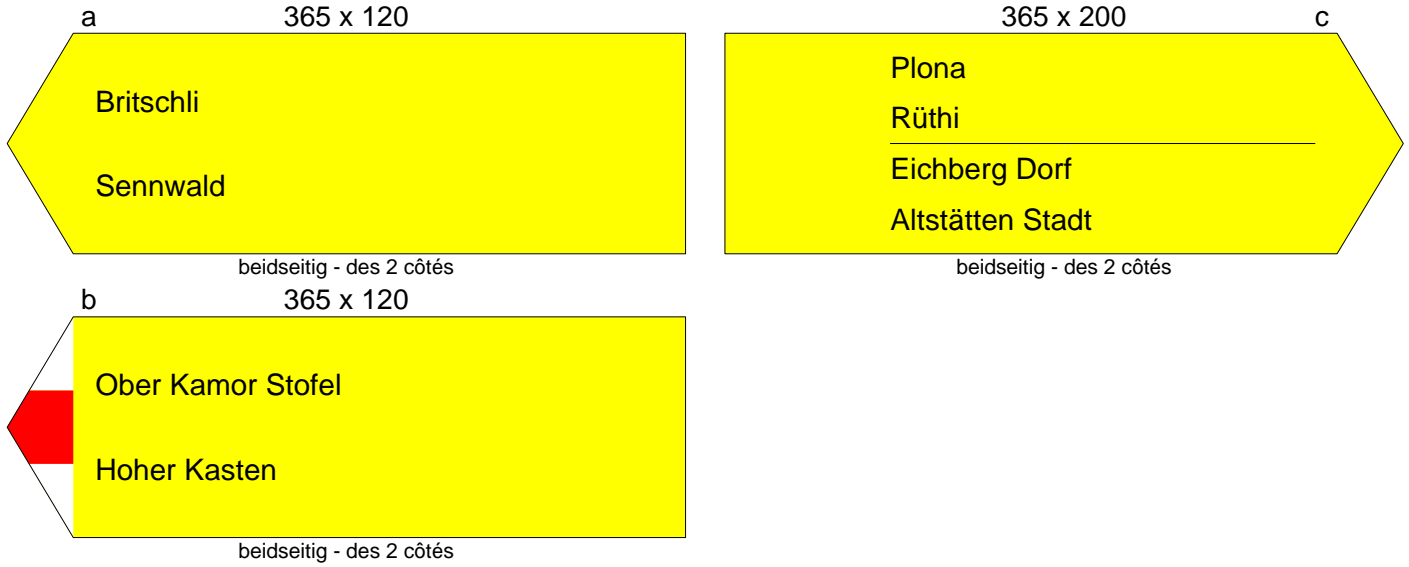 a 365 x 120
Britschli
Sennwald
beidseitig - des 2 côtés
b 365 x 120
Ober Kamor Stofel
Hoher Kasten
beidseitig - des 2 côtés
365 x 200 c
Plona
Rüthi
Eichberg Dorf
Altstätten Stadt
beidseitig - des 2 côtés